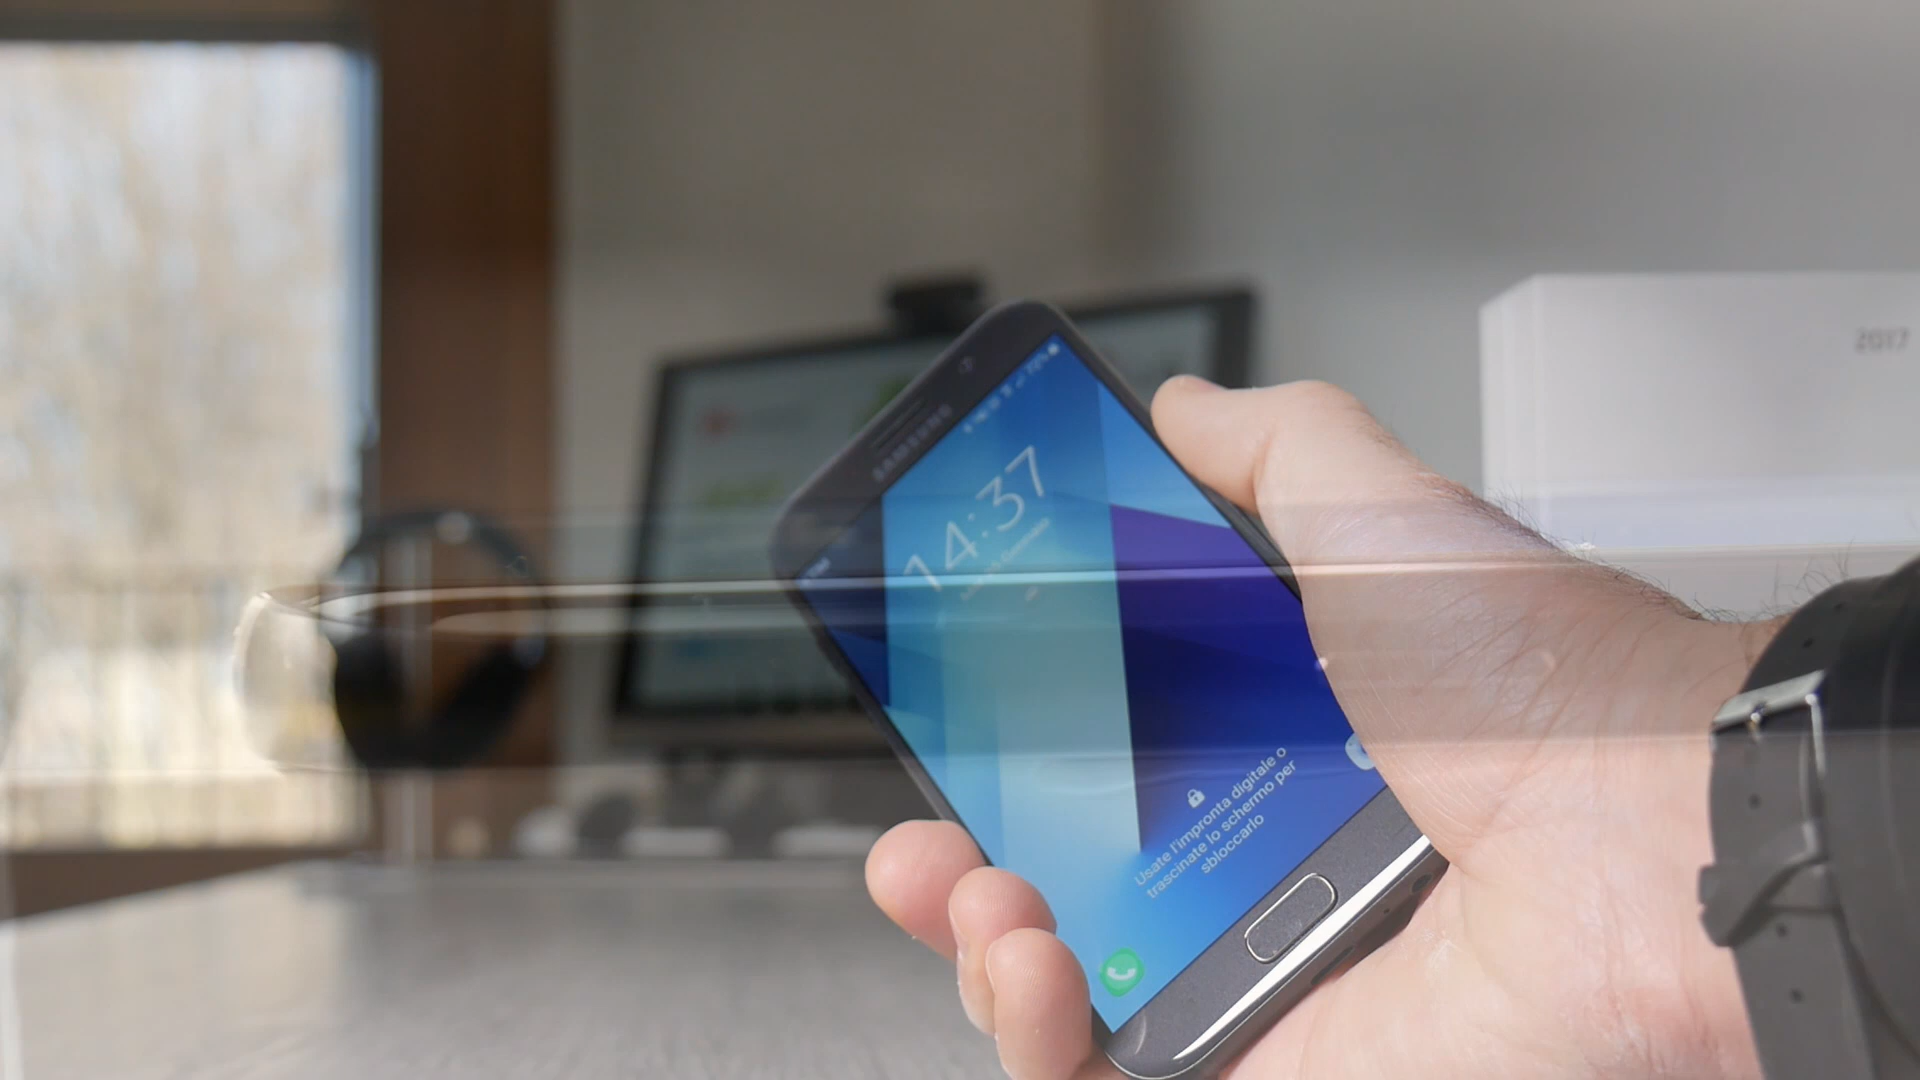 2017
SAMSUNG
14:37
Usate l'impronta digitale o
trascinate lo schermo per
sbloccarlo